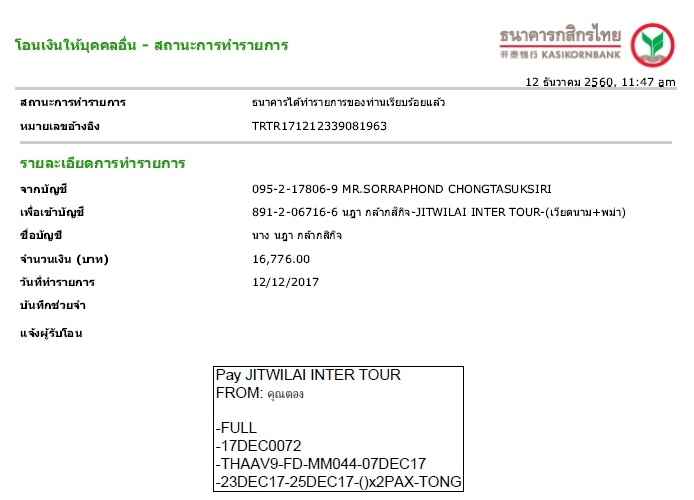 ธนาคารกสิกรไทย
开泰银行 KASIKORNBANK
โอนเงินให้บุคคลอื่น - สถานะการทำรายการ
12 ธันวาคม 2560, 11:47 am
สถานะการทำรายการ ธนาคารได้ทำรายการของท่านเรียบร้อยแล้ว
หมายเลขอ้างอิง TRTR171212339081963
รายละเอียดการทำรายการ
จากบัญชี 095-2-17806-9 MR.SORRAPHOND CHONGTASUKSIRI
เพื่อเข้าบัญชี 891-2-06716-6 นฎา กล้ากสิกิจ-JITWILAI INTER TOUR-(เวียดนาม+พม่า)
ชื่อบัญชี นาง นฎา กล้ากสิกิจ
จำนวนเงิน (บาท) 16,776.00
วันที่ทำรายการ 12/12/2017
บันทึกช่วยจำ
แจ้งผู้รับโอน
Pay JITWILAI INTER TOUR
FROM: คุณตอง
-FULL
-17DEC0072
-THAAV9-FD-MM044-07DEC17
-23DEC17-25DEC17-()x2PAX-TONG